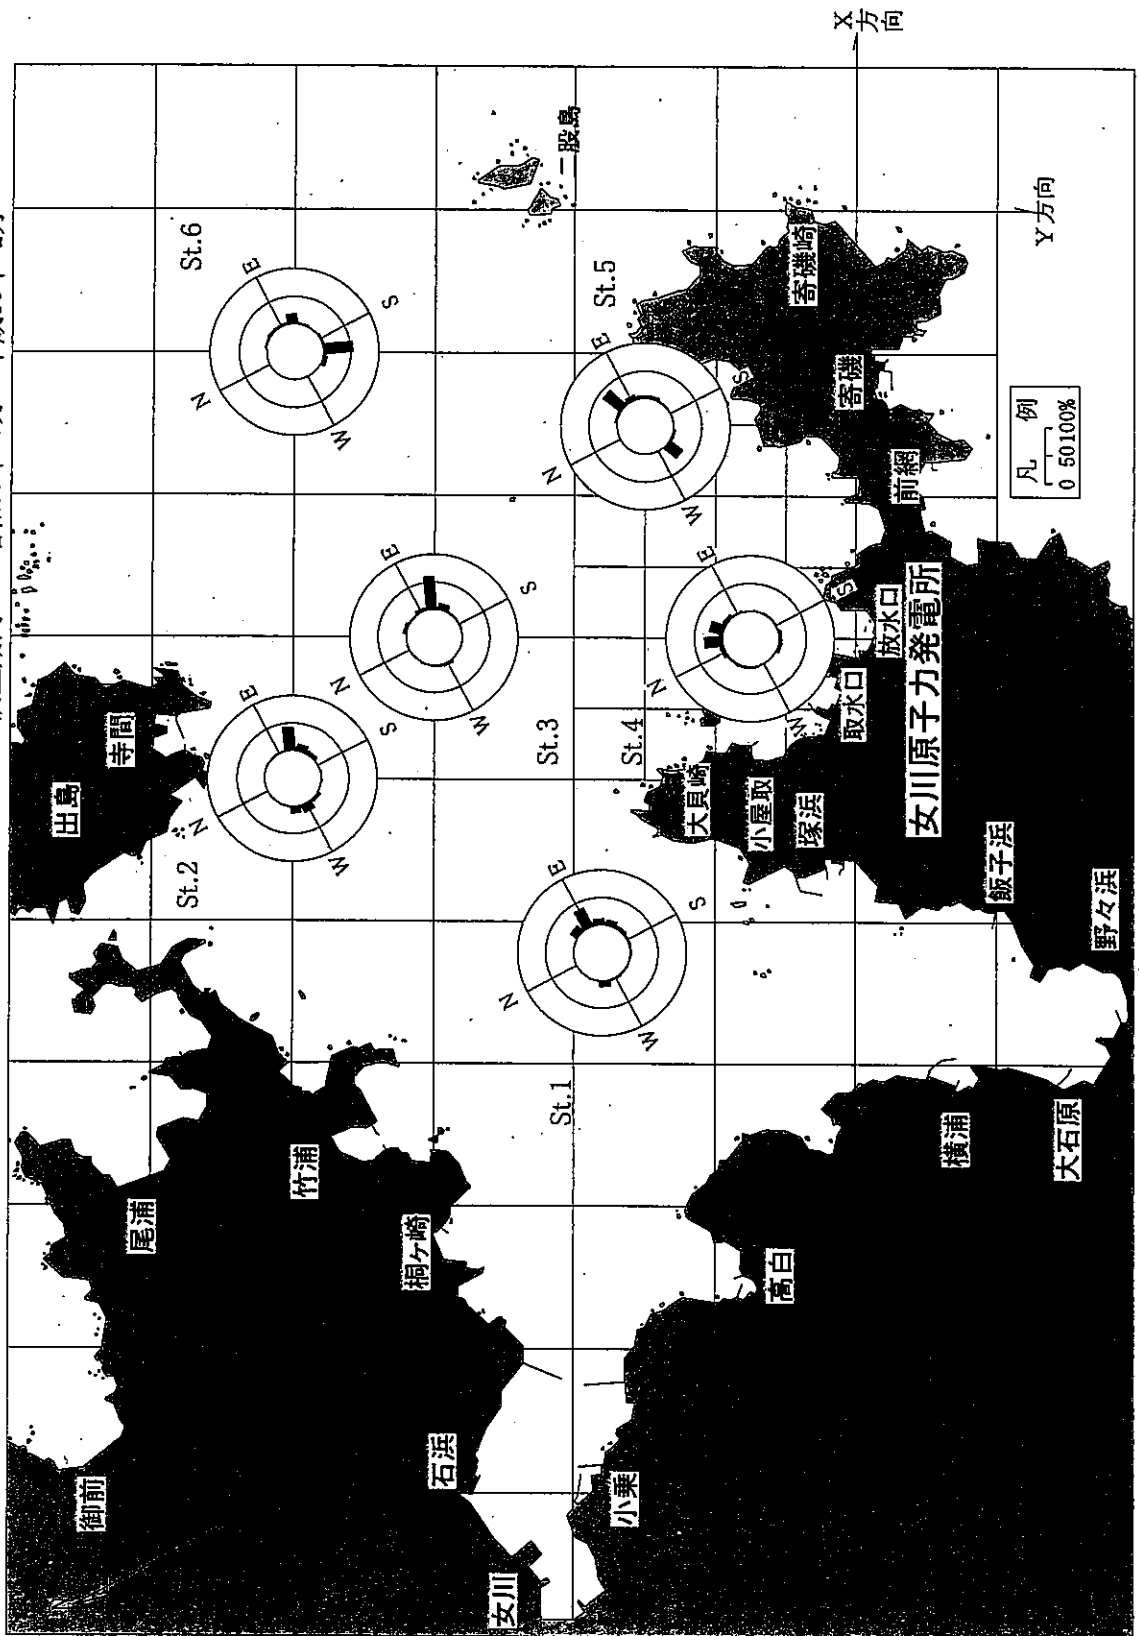 X
方向
St.6
E
N
S
W
二股島
Y方向
寄磯崎
St.5
E
N
S
W
寄磯
凡 例
0 50100%
前網
E
N
S
W
St.3
E
N
S
W
St.4
放水口
取水口
女川原子力発電所
出島
寺間
E
N
S
W
St.2
大貝崎
小屋取
塚浜
飯子浜
野々浜
E
N
S
W
St.1
尾浦
竹浦
桐ヶ崎
横浦
大石原
高白
御前
石浜
小乗
女川